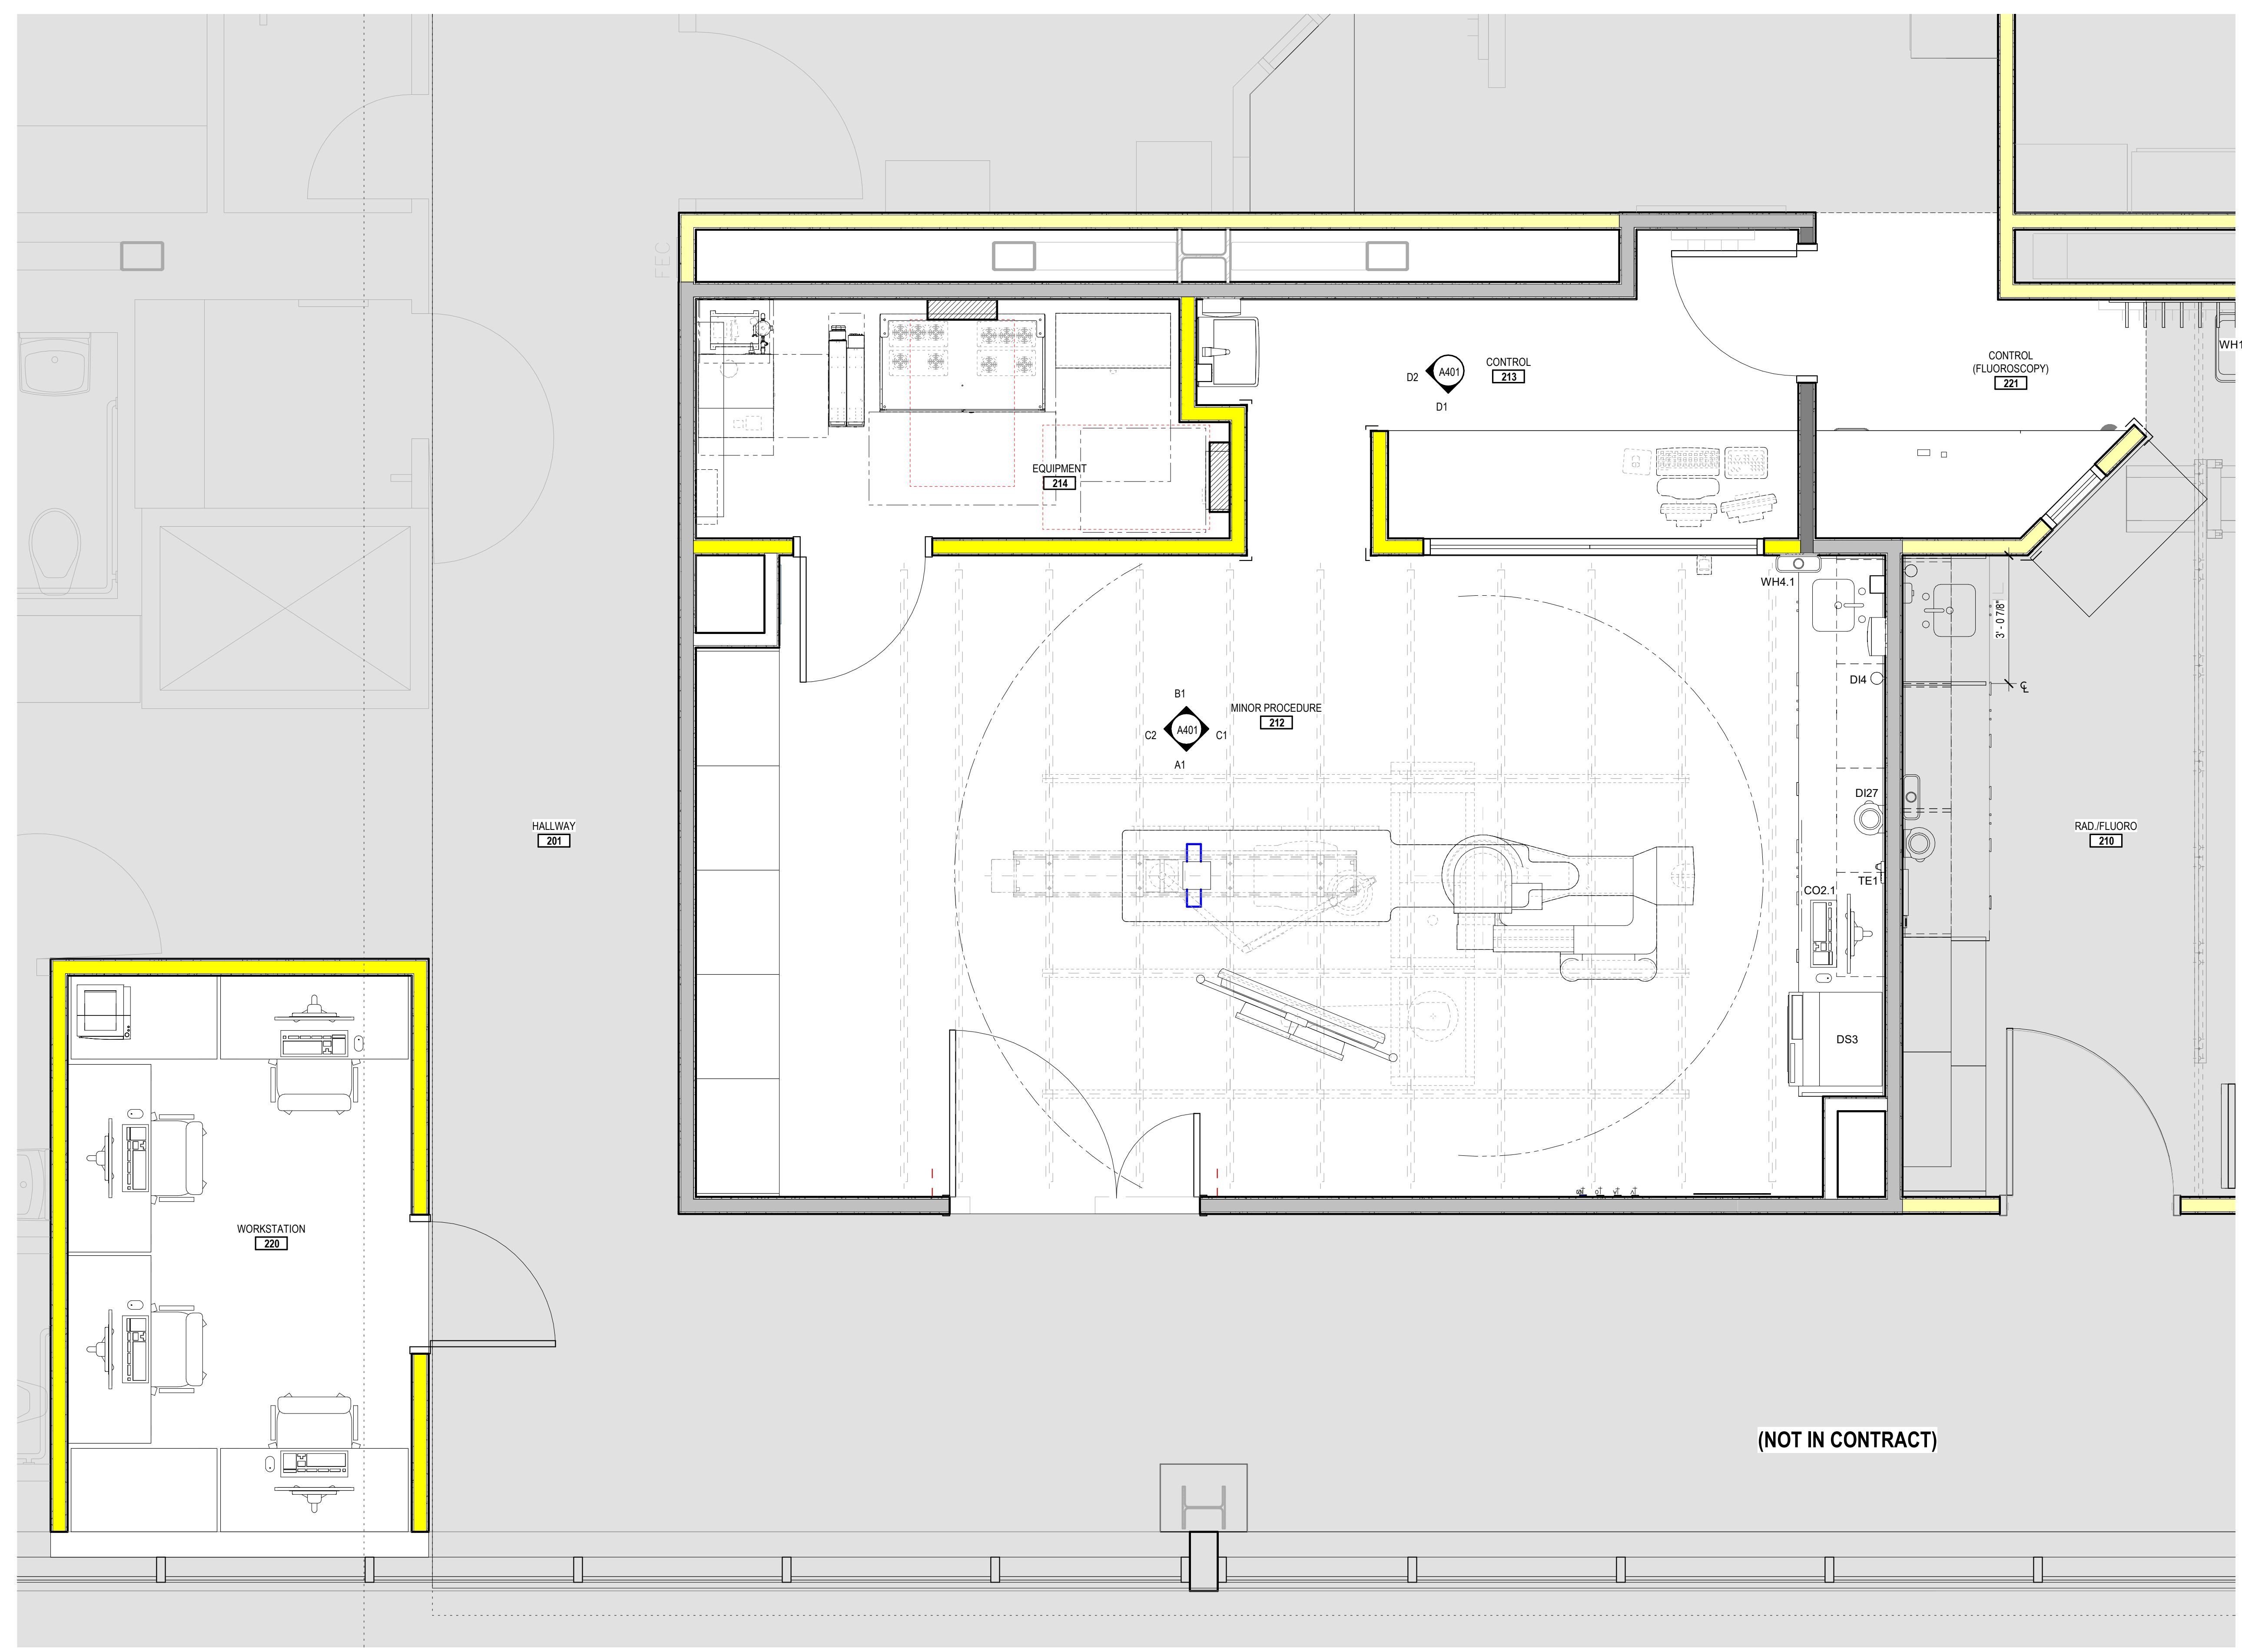 FEC
WH1
CONTROL
213
D2
A401
D1
CONTROL
(FLUOROSCOPY)
221
EQUIPMENT
214
WH4.1
3' - 0 7/8"
DI4
CL
B1
MINOR PROCEDURE
212
C2
A401
C1
A1
DI27
HALLWAY
201
RAD./FLUORO
210
TE1
CO2.1
DS3
WORKSTATION
220
(NOT IN CONTRACT)